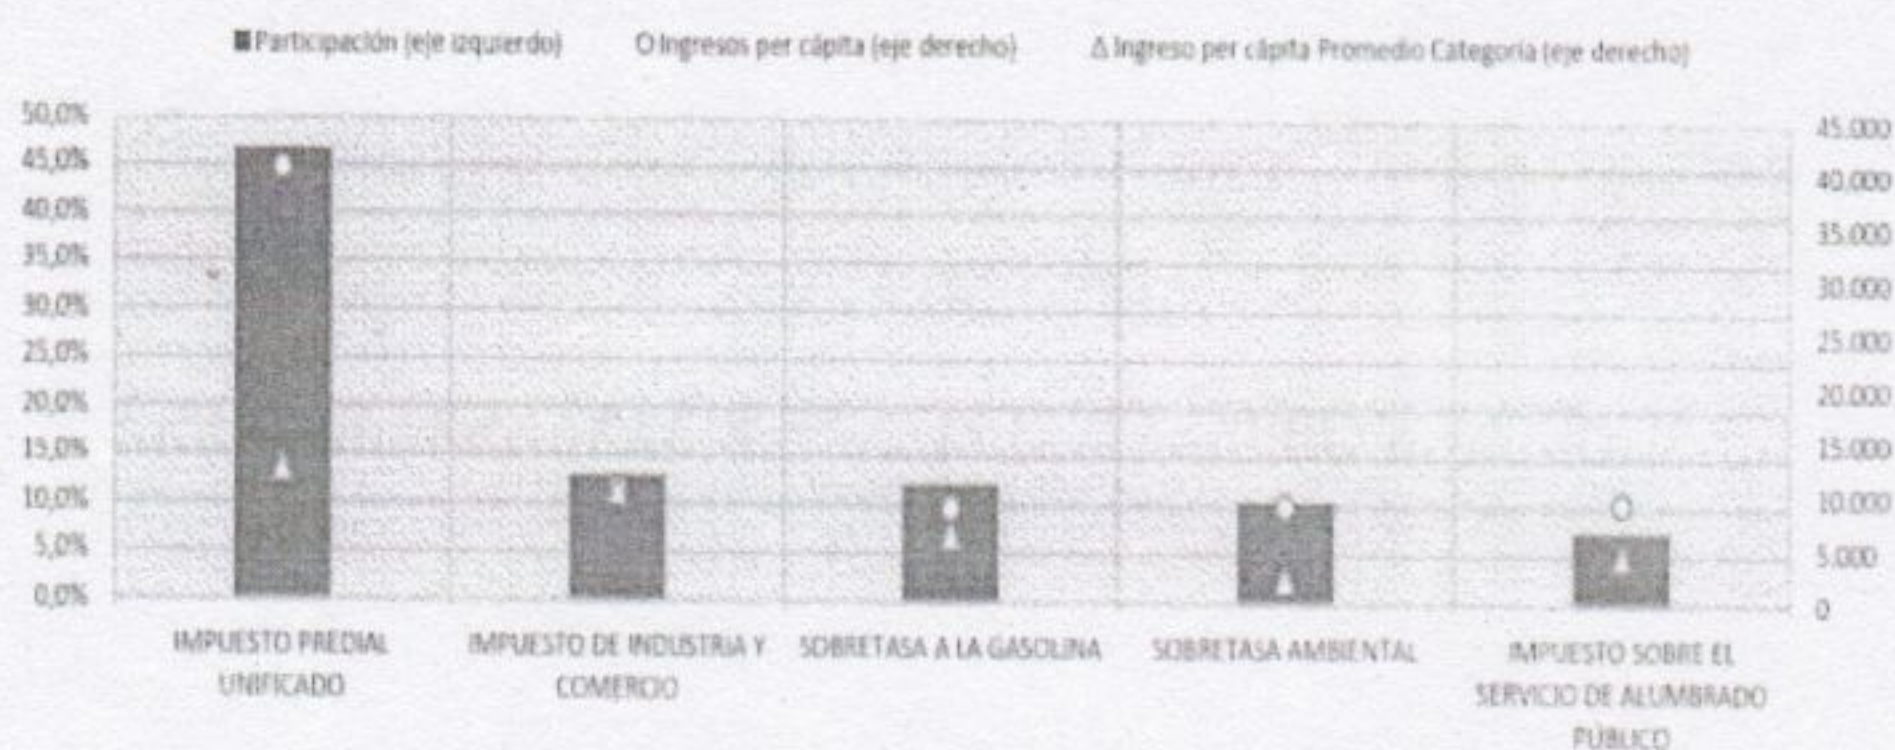 Participación (eje izquierdo)
Ingresos per cápita (eje derecho)
Ingreso per cápita Promedio Categoría (eje derecho)
50,0%
45,0%
40,0%
35,0%
30,0%
25,0%
20,0%
15,0%
10,0%
5,0%
0,0%
45.000
40.000
35.000
30.000
25.000
20.000
15.000
10.000
5.000
0
IMPUESTO PREDIAL
UNIFICADO
IMPUESTO DE INDUSTRIA Y
COMERCIO
SOBRETASA A LA GASOLINA
SOBRETASA AMBIENTAL
IMPUESTO SOBRE EL
SERVICIO DE ALUMBRADO
PÚBLICO